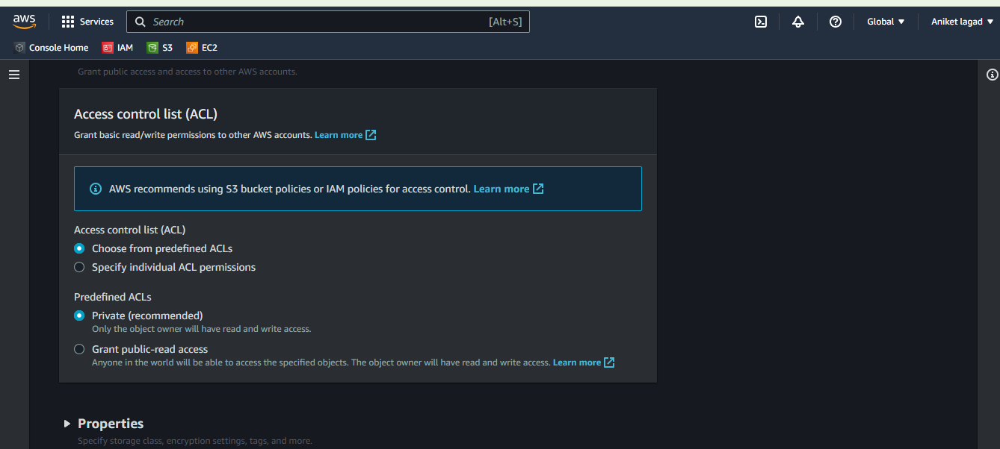 aws
Services
Search [Alt+S]
Global ▼
Aniket lagad ▼
Console Home
IAM
S3
EC2
Grant public access and access to other AWS accounts.
Access control list (ACL)
Grant basic read/write permissions to other AWS accounts. Learn more
AWS recommends using S3 bucket policies or IAM policies for access control. Learn more
Access control list (ACL)
Choose from predefined ACLs
Specify individual ACL permissions
Predefined ACLs
Private (recommended)
Only the object owner will have read and write access.
Grant public-read access
Anyone in the world will be able to access the specified objects. The object owner will have read and write access. Learn more
Properties
Specify storage class, encryption settings, tags, and more.